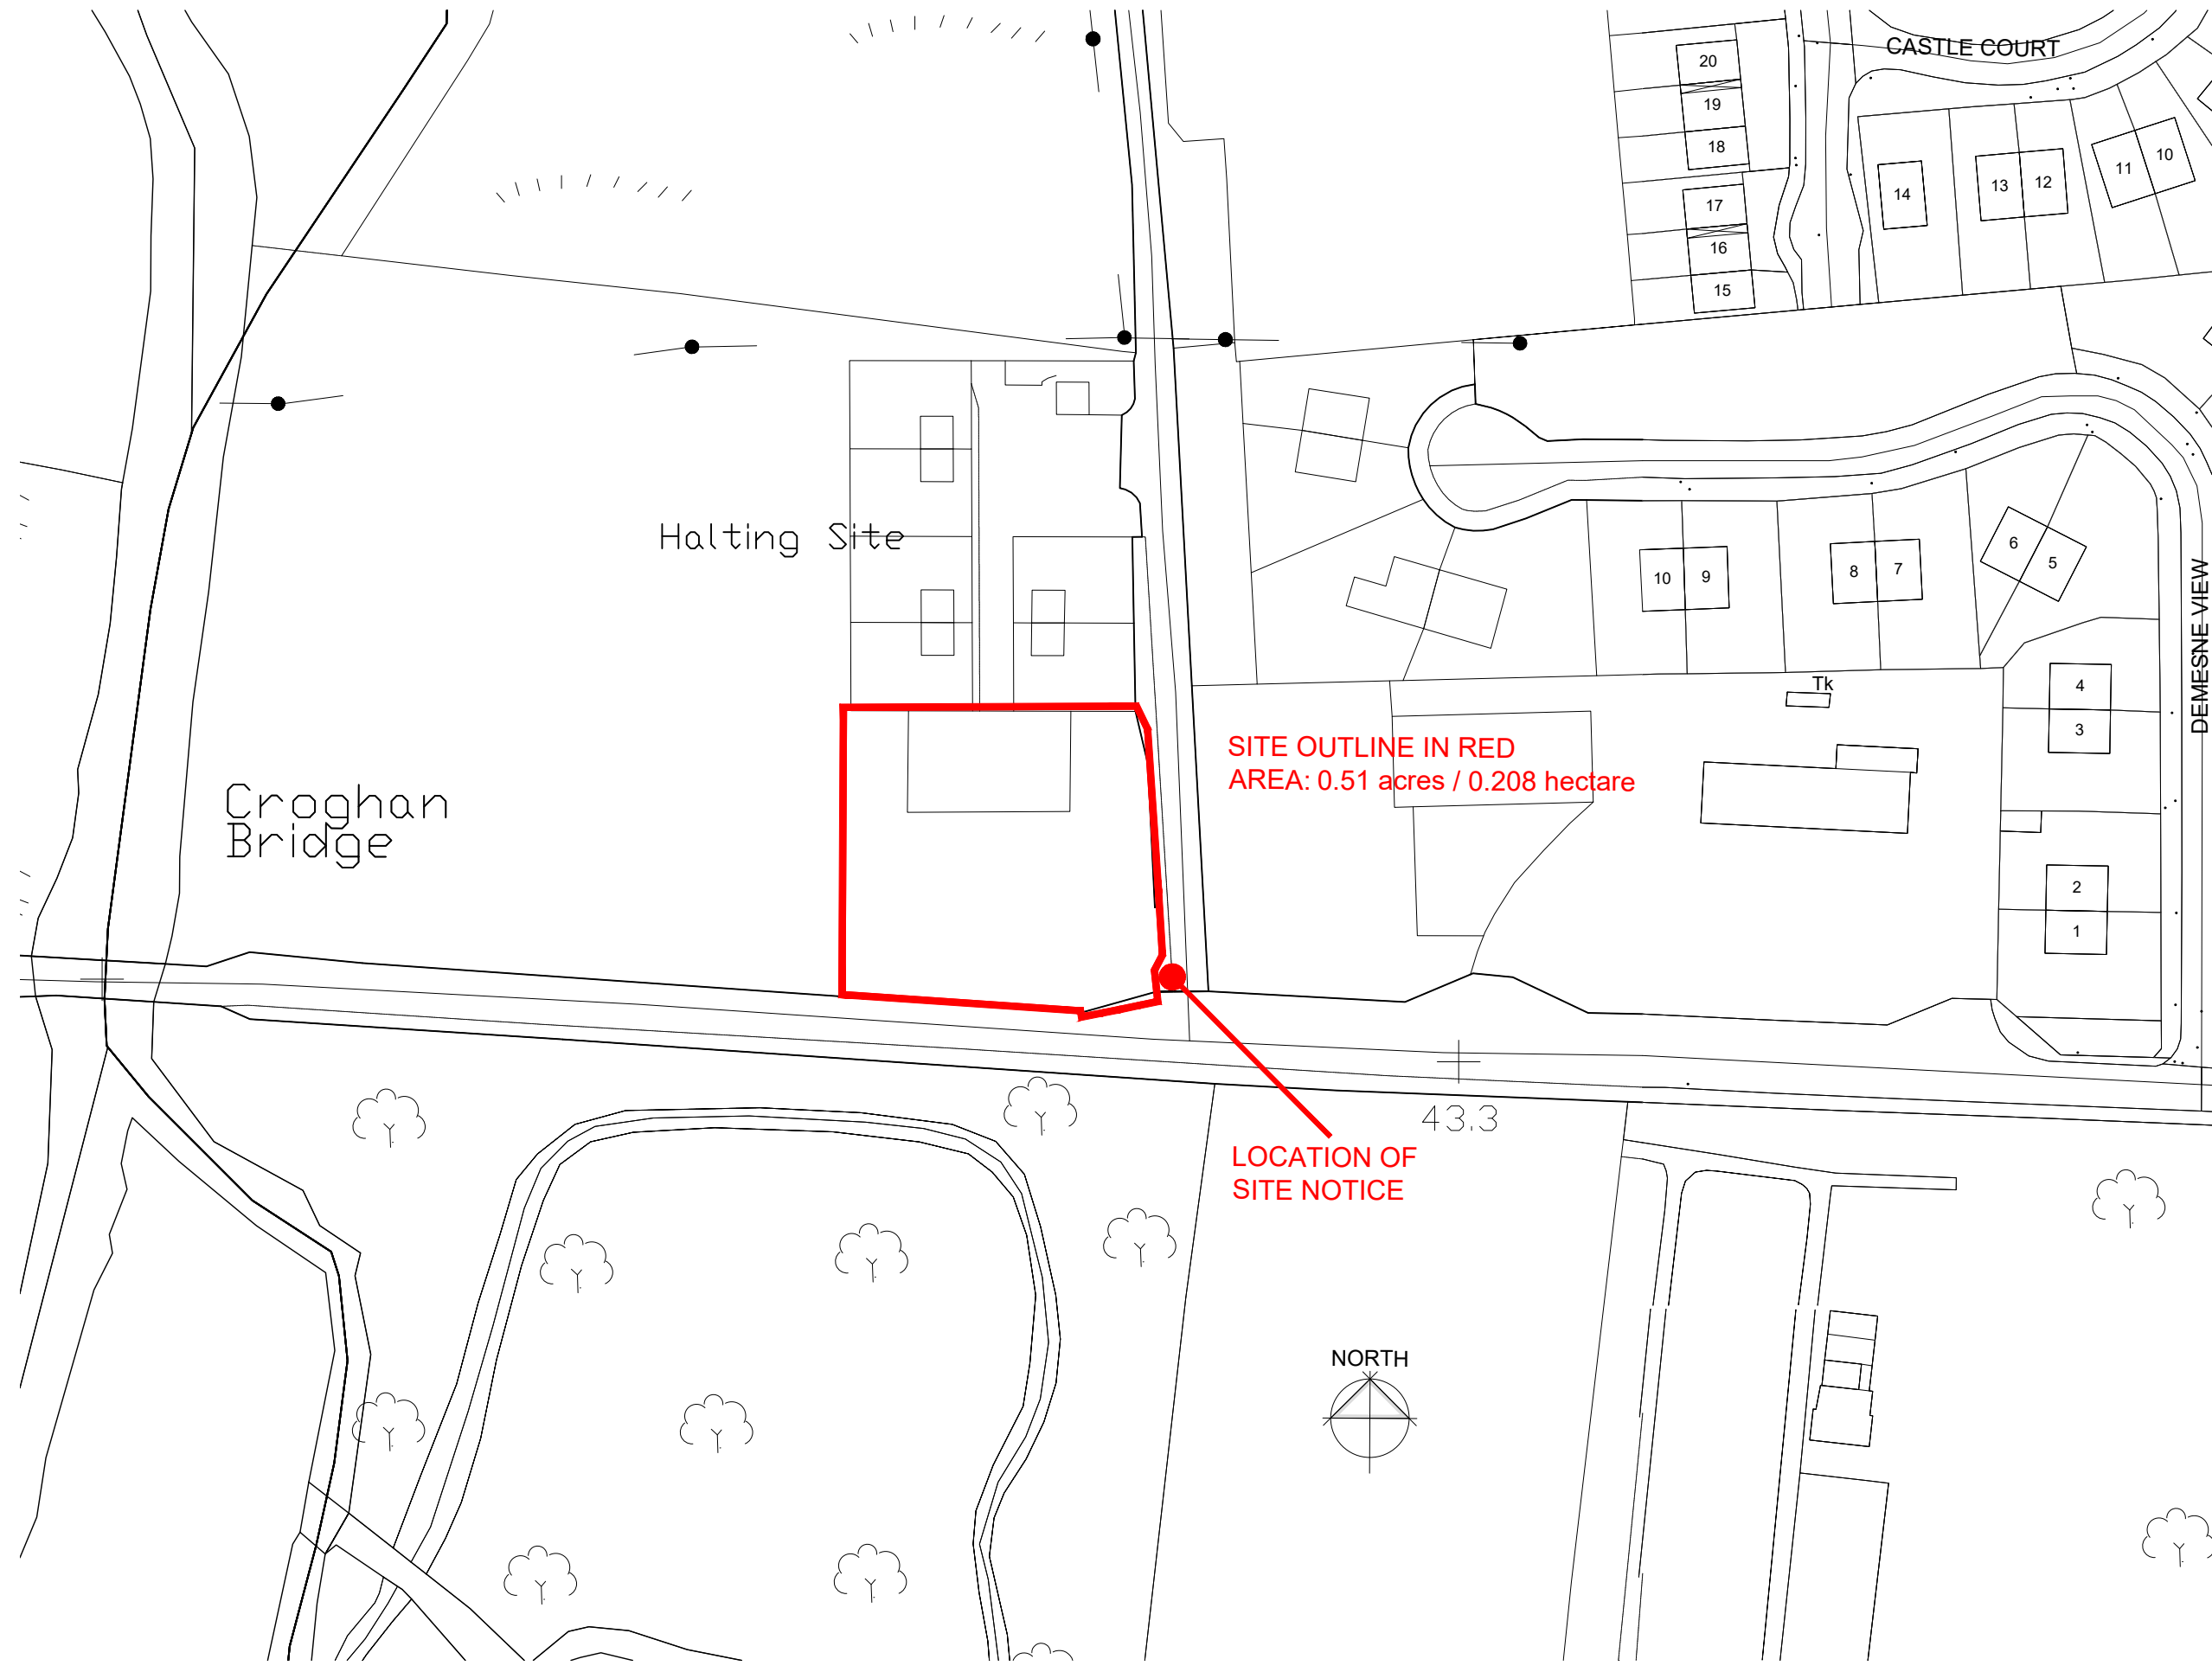 CASTLE COURT
20
19
18
17
16
15
14
13
12
11
10
Halting Site
10
9
8
7
6
5
DEMESNE VIEW
4
3
Tk
SITE OUTLINE IN RED
AREA: 0.51 acres / 0.208 hectare
Croghan
Bridge
2
1
43.3
LOCATION OF
SITE NOTICE
NORTH